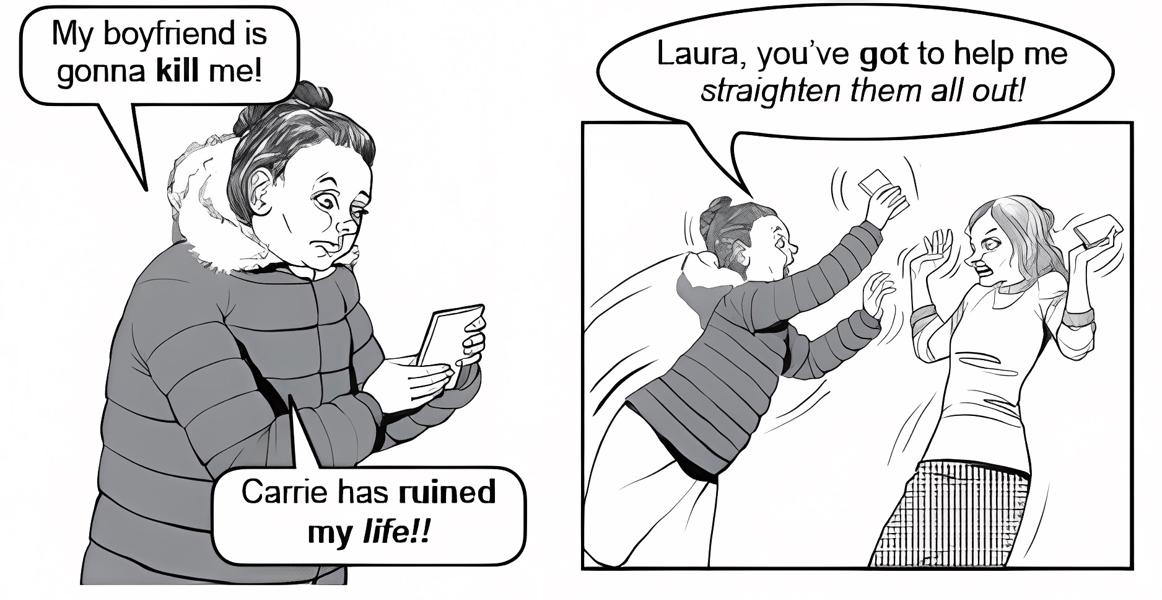 My boyfriend is
gonna kill me!
Carrie has ruined
my life!!
Laura, you've got to help me
straighten them all out!